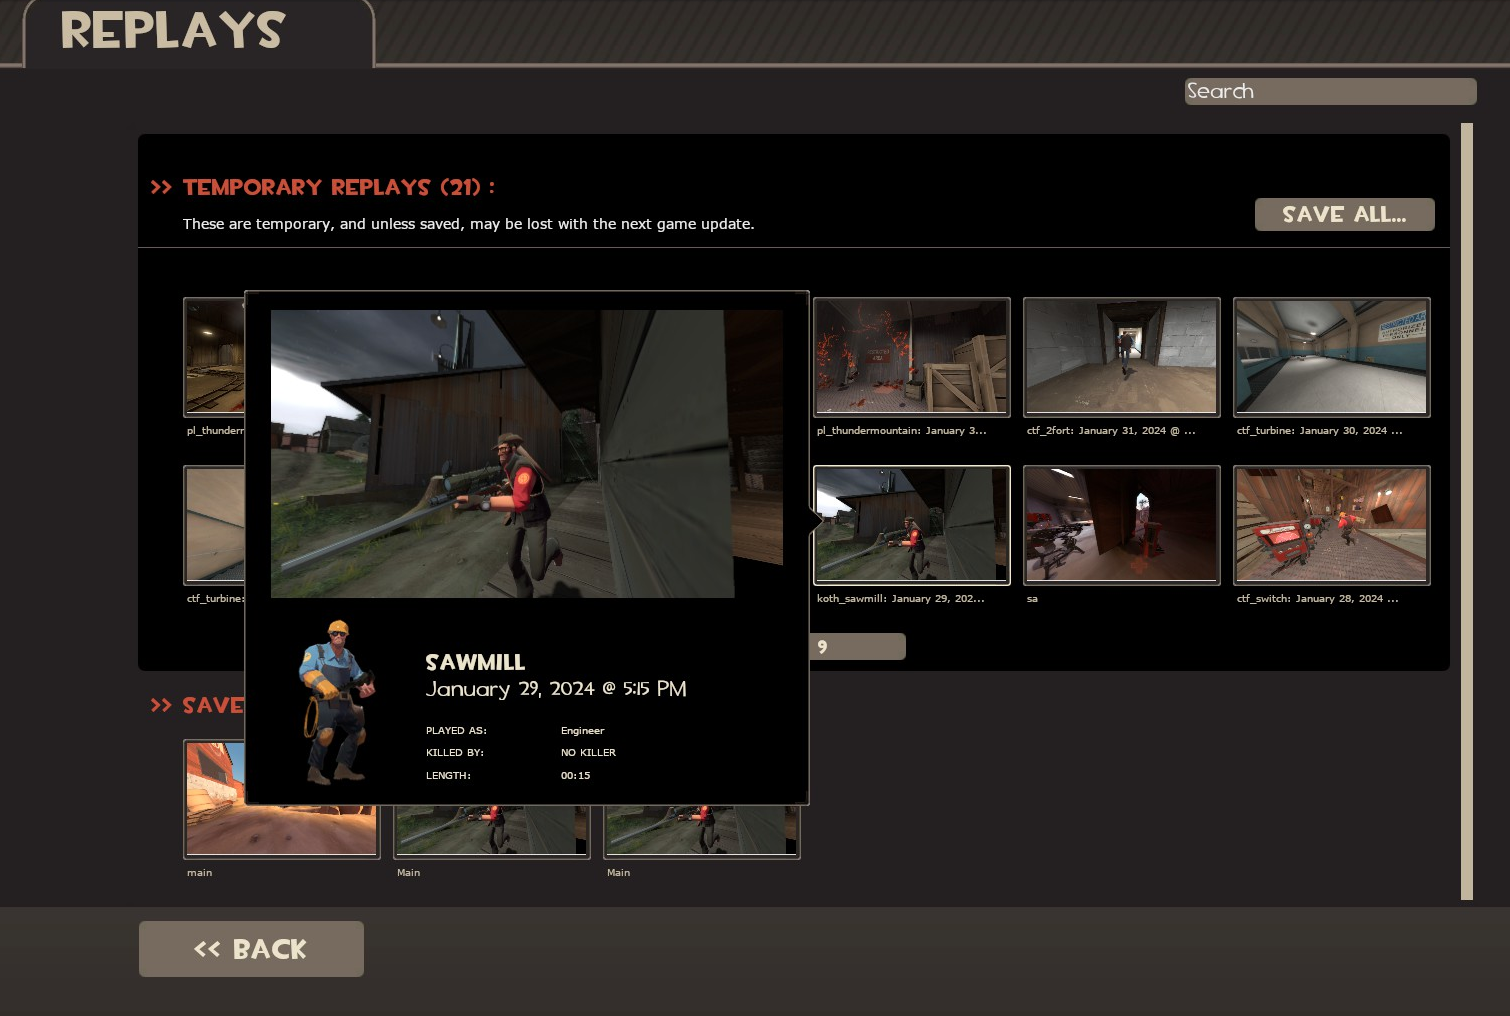 REPLAYS
Search
>> TEMPORARY REPLAYS (21) :
These are temporary, and unless saved, may be lost with the next game update.
SAVE ALL...
pl_thunderm
pl_thundermountain: January 3...
ctf_2fort: January 31, 2024 @ ...
ctf_turbine: January 30, 2024 ...
ctf_turbine:
koth_sawmill: January 29, 202...
sa
ctf_switch: January 28, 2024 ...
9
SAWMILL
January 29, 2024 @ 5:15 PM
PLAYED AS: Engineer
KILLED BY: NO KILLER
LENGTH: 00:15
>> SAVE
main
Main
Main
<< BACK